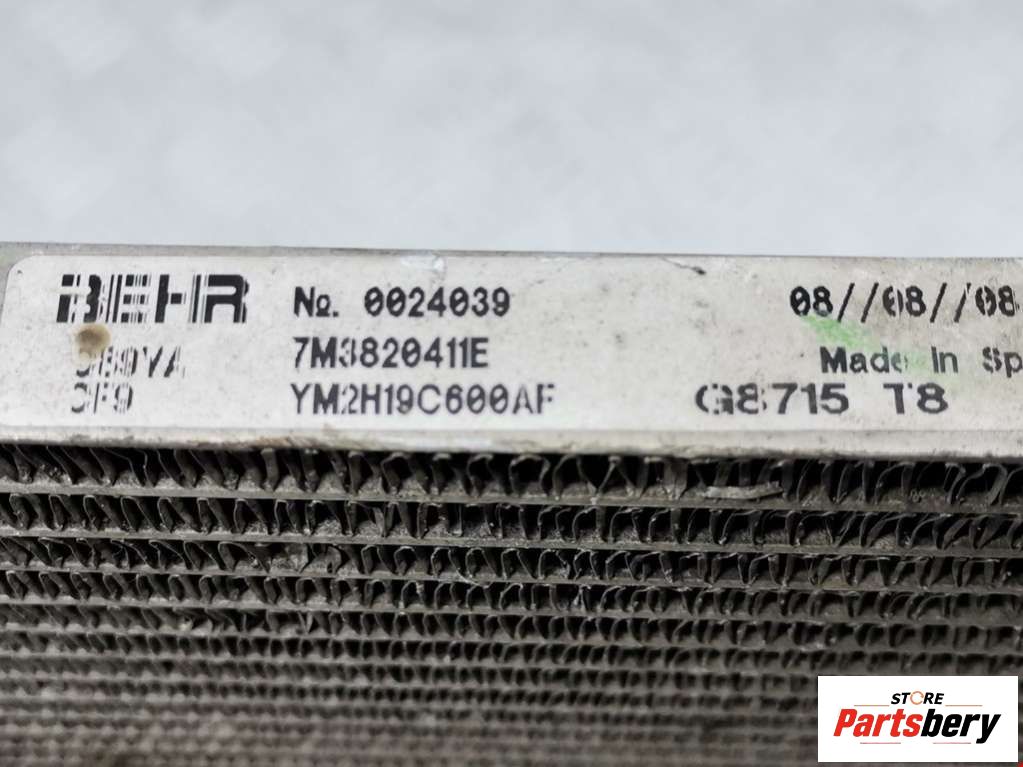 BEHR No. 0024039 08//08//08
7M3820411E Made In Sp
YM2H19C600AF G8715 T8
STORE
Partsbery